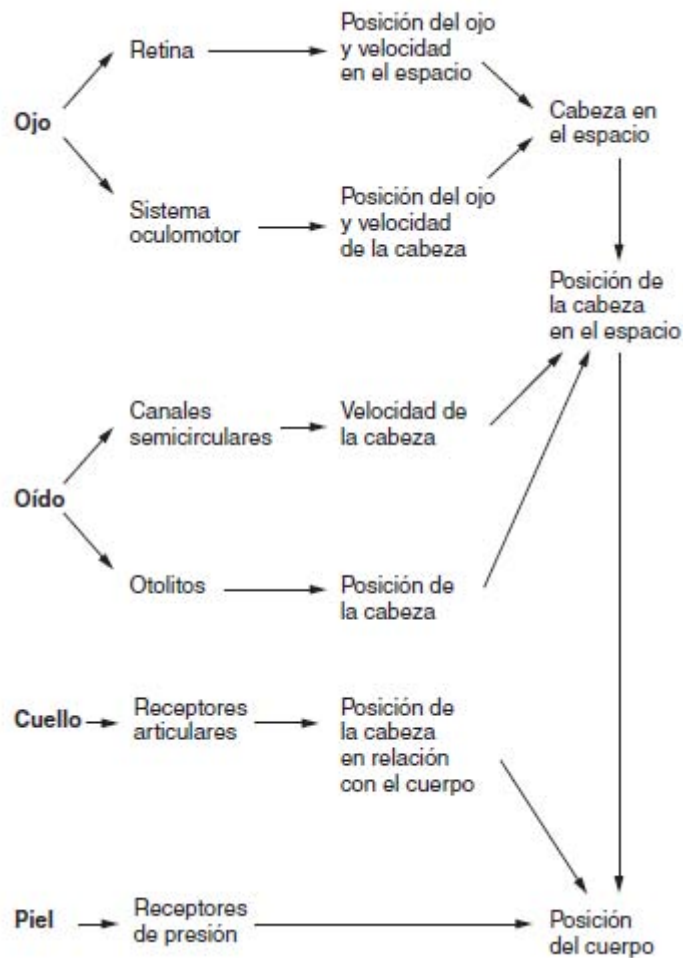 Ojo
Retina
Posición del ojo
y velocidad
en el espacio
Sistema
oculomotor
Posición del ojo
y velocidad
de la cabeza
Cabeza en
el espacio
Posición de
la cabeza
en el espacio
Oído
Canales
semicirculares
Velocidad de
la cabeza
Otolitos
Posición de
la cabeza
Cuello
Receptores
articulares
Posición de
la cabeza
en relación
con el cuerpo
Piel
Receptores
de presión
Posición
del cuerpo